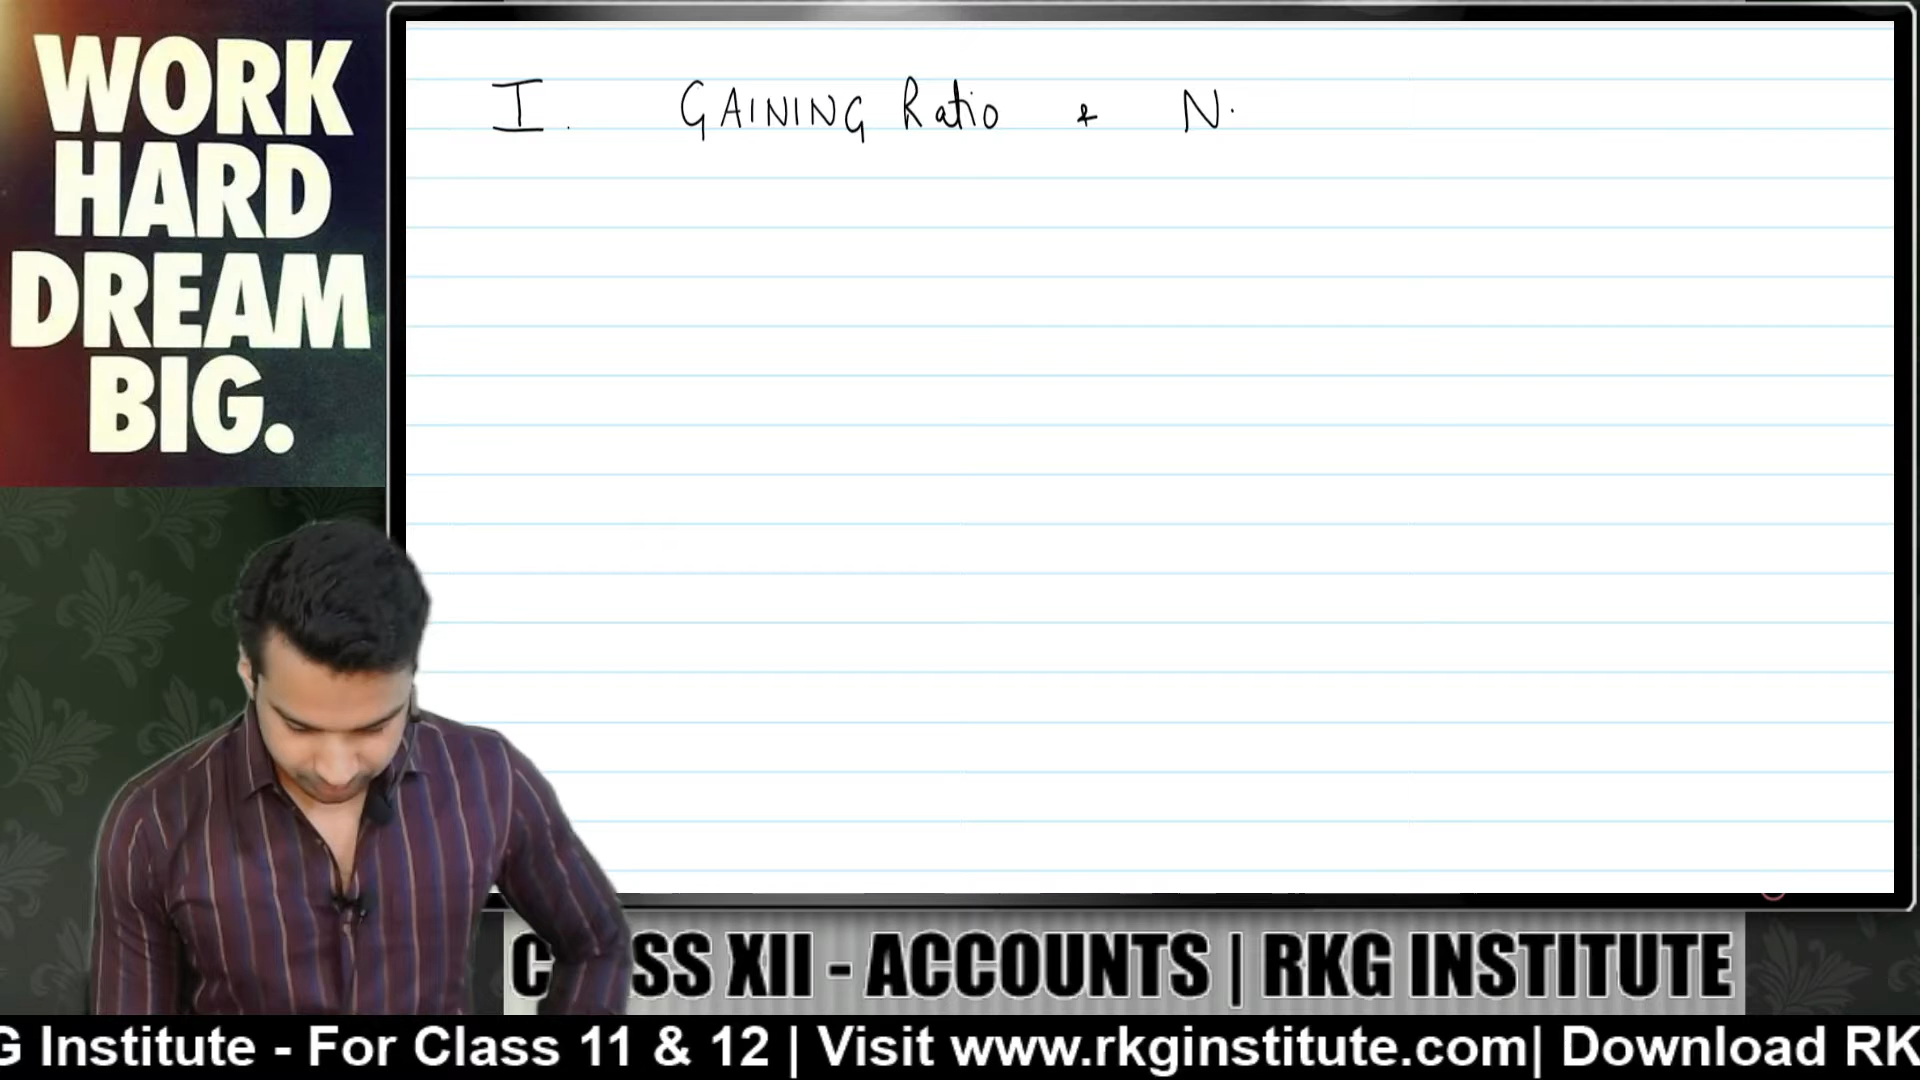 WORK
HARD
DREAM
BIG.
I. GAINING Ratio & N.
CLASS XII - ACCOUNTS | RKG INSTITUTE
G Institute - For Class 11 & 12 | Visit www.rkginstitute.com| Download RK